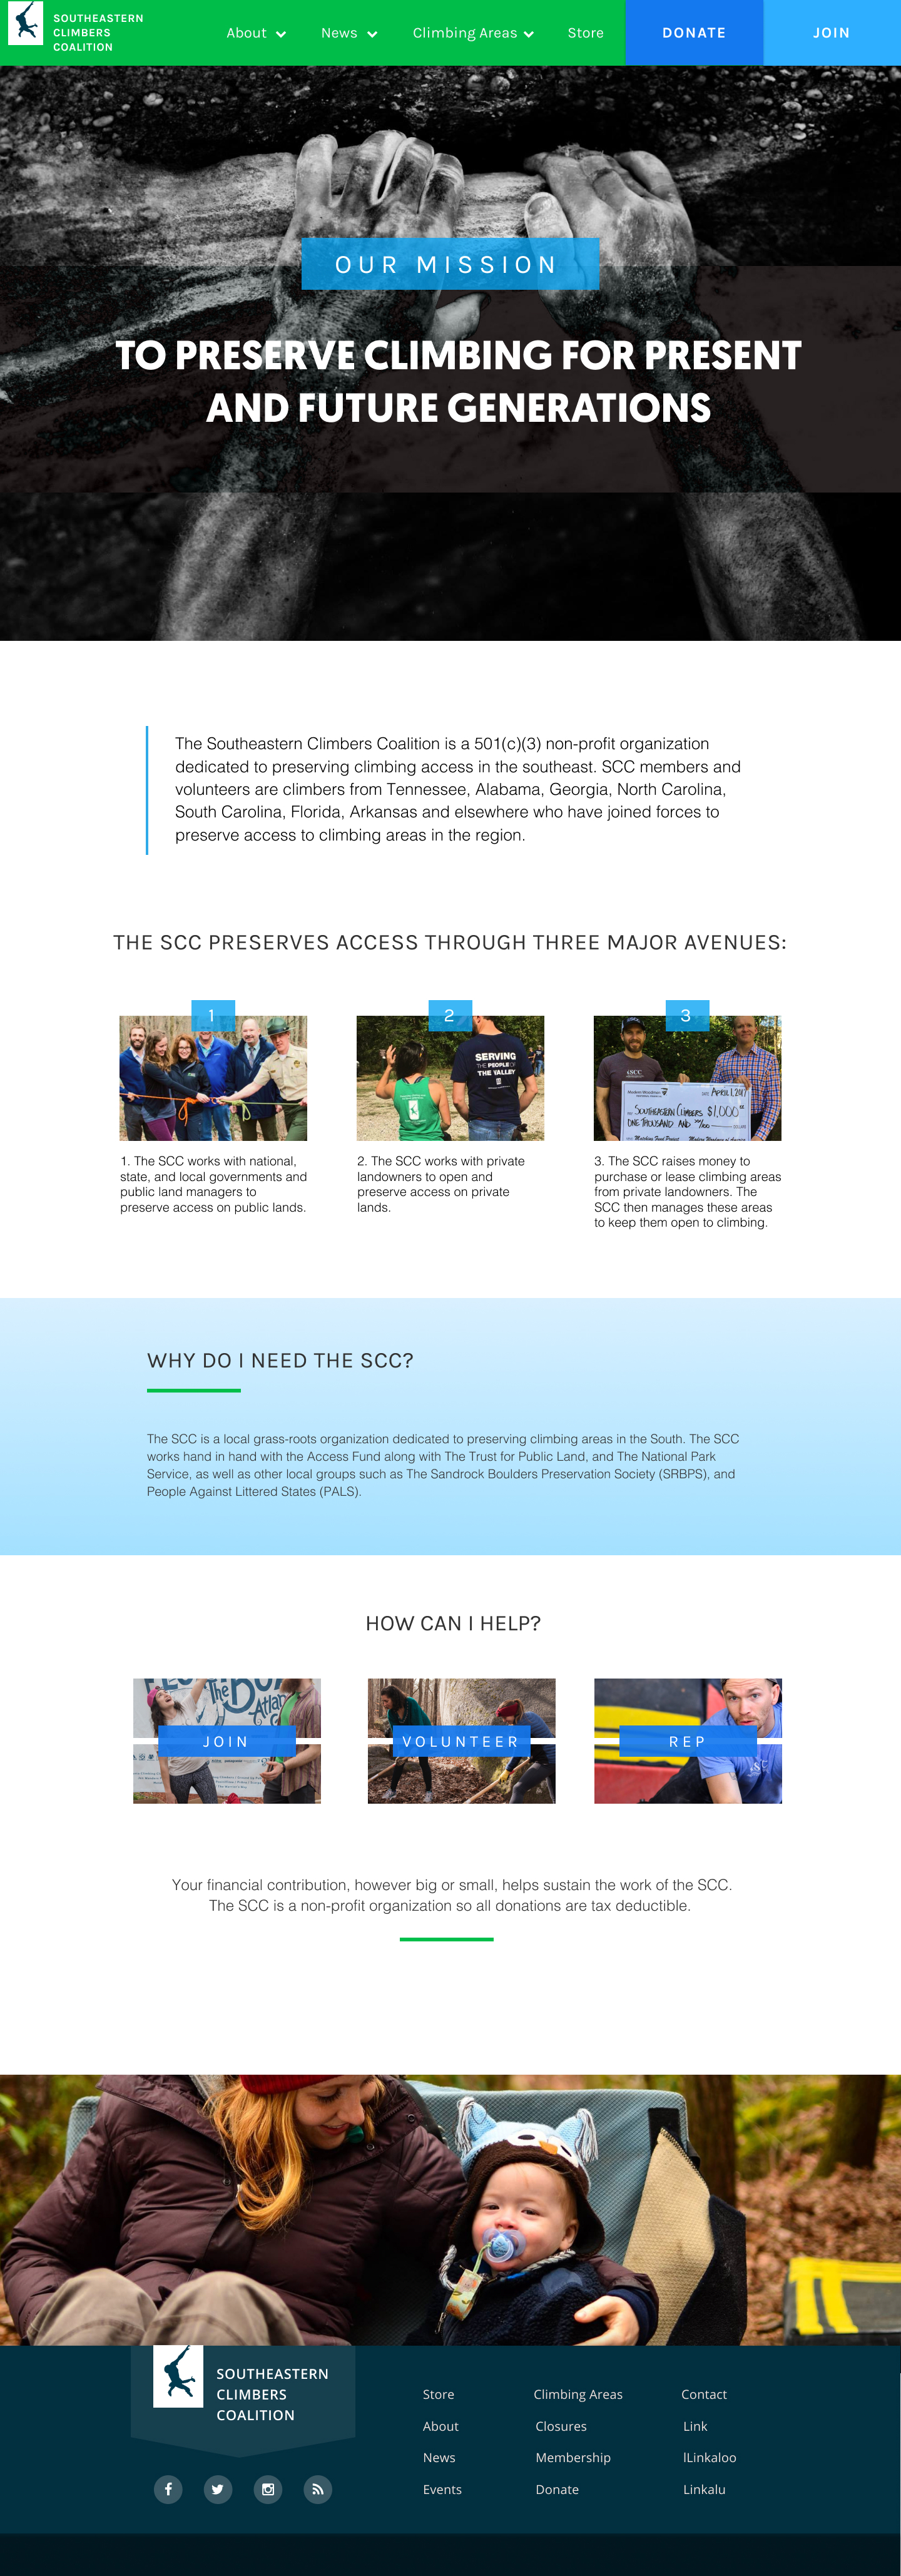 SOUTHEASTERN
CLIMBERS
COALITION
About
News
Climbing Areas
Store
DONATE
JOIN
OUR MISSION
TO PRESERVE CLIMBING FOR PRESENT
AND FUTURE GENERATIONS
The Southeastern Climbers Coalition is a 501(c)(3) non-profit organization
dedicated to preserving climbing access in the southeast. SCC members and
volunteers are climbers from Tennessee, Alabama, Georgia, North Carolina,
South Carolina, Florida, Arkansas and elsewhere who have joined forces to
preserve access to climbing areas in the region.
THE SCC PRESERVES ACCESS THROUGH THREE MAJOR AVENUES:
1
2
3
SERVING
THE PEOPLE OF
THE VALLEY
SCC
April 1, 2017
SOUTHEASTERN CLIMBERS $1,000
ONE THOUSAND AND
1. The SCC works with national,
state, and local governments and
public land managers to
preserve access on public lands.
2. The SCC works with private
landowners to open and
preserve access on private
lands.
3. The SCC raises money to
purchase or lease climbing areas
from private landowners. The
SCC then manages these areas
to keep them open to climbing.
WHY DO I NEED THE SCC?
The SCC is a local grass-roots organization dedicated to preserving climbing areas in the South. The SCC
works hand in hand with the Access Fund along with The Trust for Public Land, and The National Park
Service, as well as other local groups such as The Sandrock Boulders Preservation Society (SRBPS), and
People Against Littered States (PALS).
HOW CAN I HELP?
The
JOIN
VOLUNTEER
REP
Your financial contribution, however big or small, helps sustain the work of the SCC.
The SCC is a non-profit organization so all donations are tax deductible.
SOUTHEASTERN
CLIMBERS
COALITION
Store
Climbing Areas
Contact
About
Closures
Link
News
Membership
lLinkaloo
Events
Donate
Linkalu